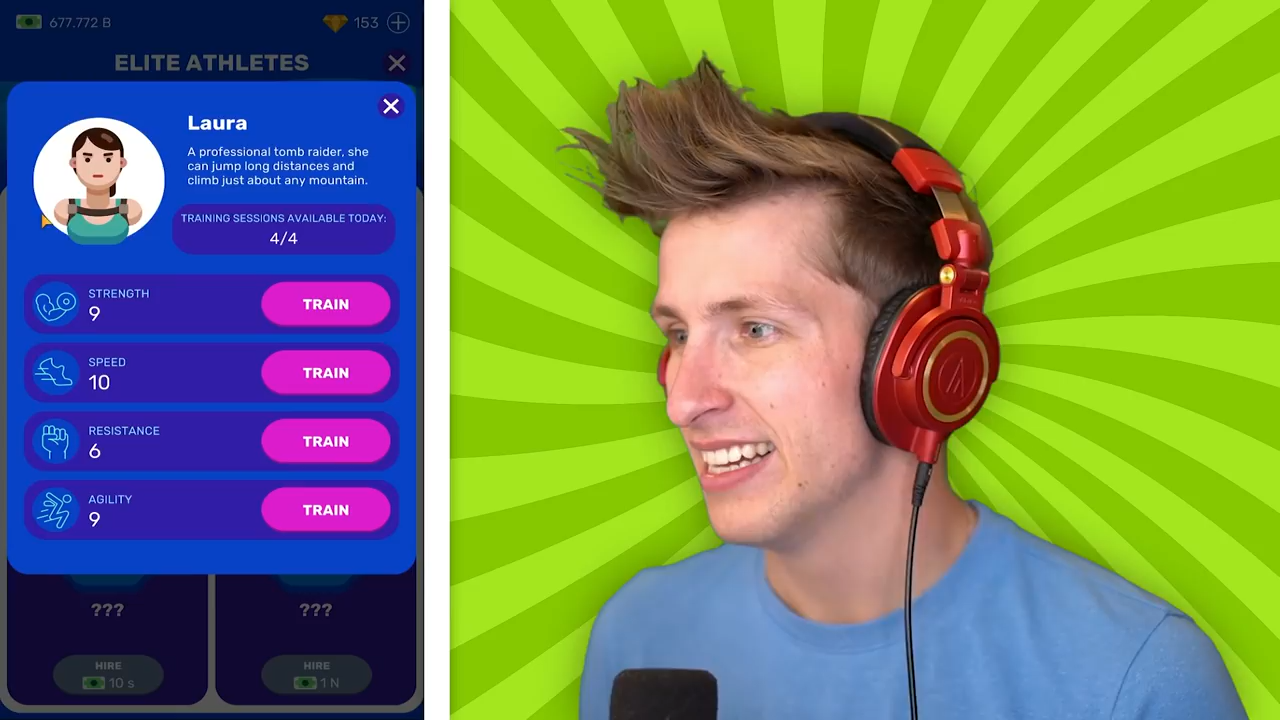 677.772 B
153
ELITE ATHLETES
Laura
A professional tomb raider, she
can jump long distances and
climb just about any mountain.
TRAINING SESSIONS AVAILABLE TODAY:
4/4
STRENGTH
9
TRAIN
SPEED
10
TRAIN
RESISTANCE
6
TRAIN
AGILITY
9
TRAIN
???
???
HIRE
10 s
HIRE
1 N